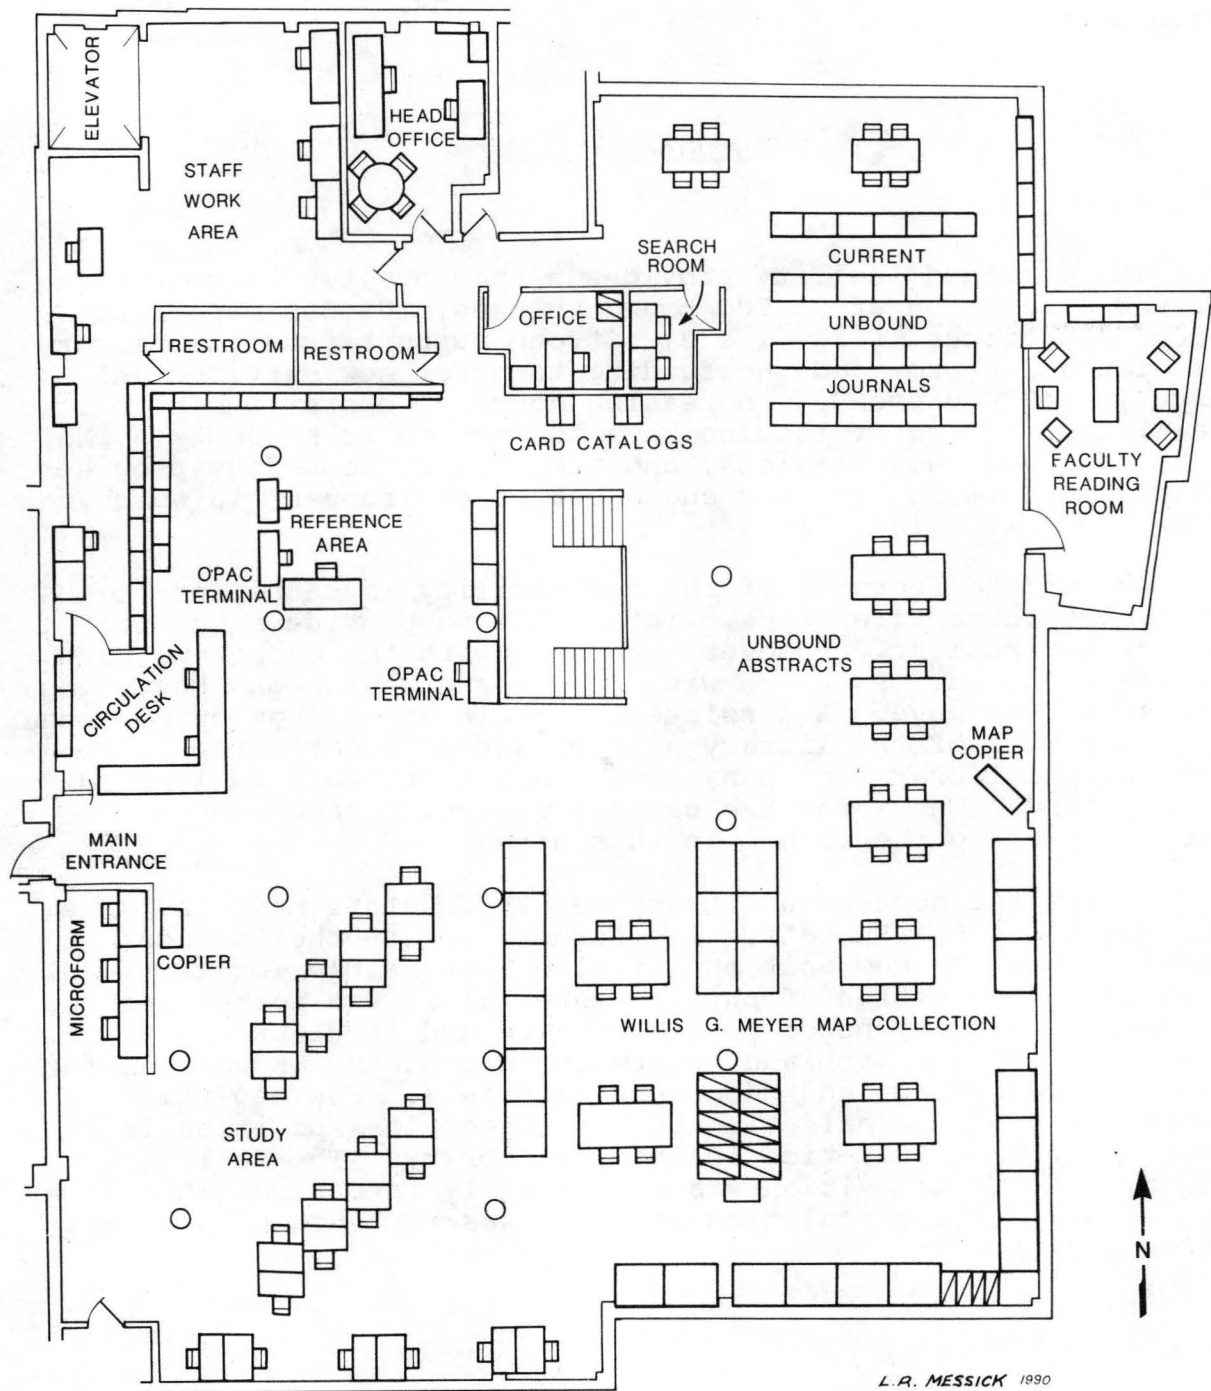 ELEVATOR
STAFF
WORK
AREA
HEAD
OFFICE
SEARCH
ROOM
CURRENT
UNBOUND
JOURNALS
OFFICE
RESTROOM
RESTROOM
CARD CATALOGS
FACULTY
READING
ROOM
REFERENCE
AREA
OPAC
TERMINAL
OPAC
TERMINAL
UNBOUND
ABSTRACTS
CIRCULATION
DESK
MAP
COPIER
MAIN
ENTRANCE
MICROFORM
COPIER
WILLIS G. MEYER MAP COLLECTION
STUDY
AREA
N
L.R. MESSICK 1990